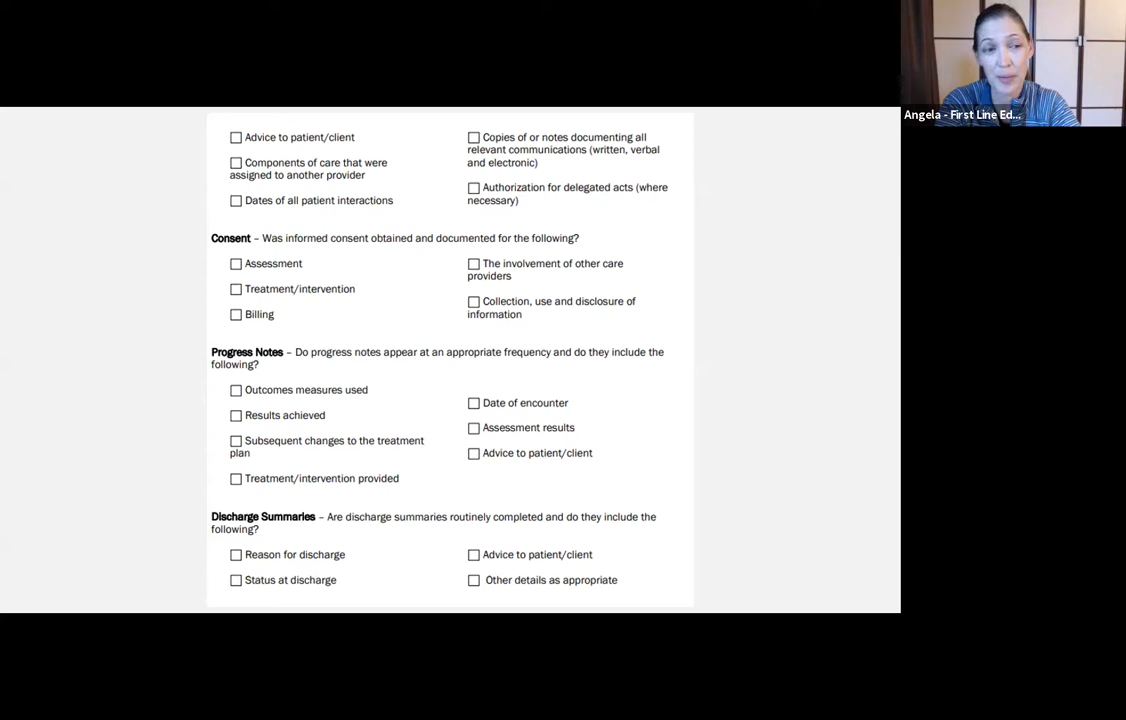 Angela - First Line Ed...
Advice to patient/client
Components of care that were
assigned to another provider
Dates of all patient interactions
Copies of or notes documenting all
relevant communications (written, verbal
and electronic)
Authorization for delegated acts (where
necessary)
Consent – Was informed consent obtained and documented for the following?
Assessment
Treatment/intervention
Billing
The involvement of other care
providers
Collection, use and disclosure of
information
Progress Notes – Do progress notes appear at an appropriate frequency and do they include the
following?
Outcomes measures used
Results achieved
Subsequent changes to the treatment
plan
Treatment/intervention provided
Date of encounter
Assessment results
Advice to patient/client
Discharge Summaries – Are discharge summaries routinely completed and do they include the
following?
Reason for discharge
Status at discharge
Advice to patient/client
Other details as appropriate